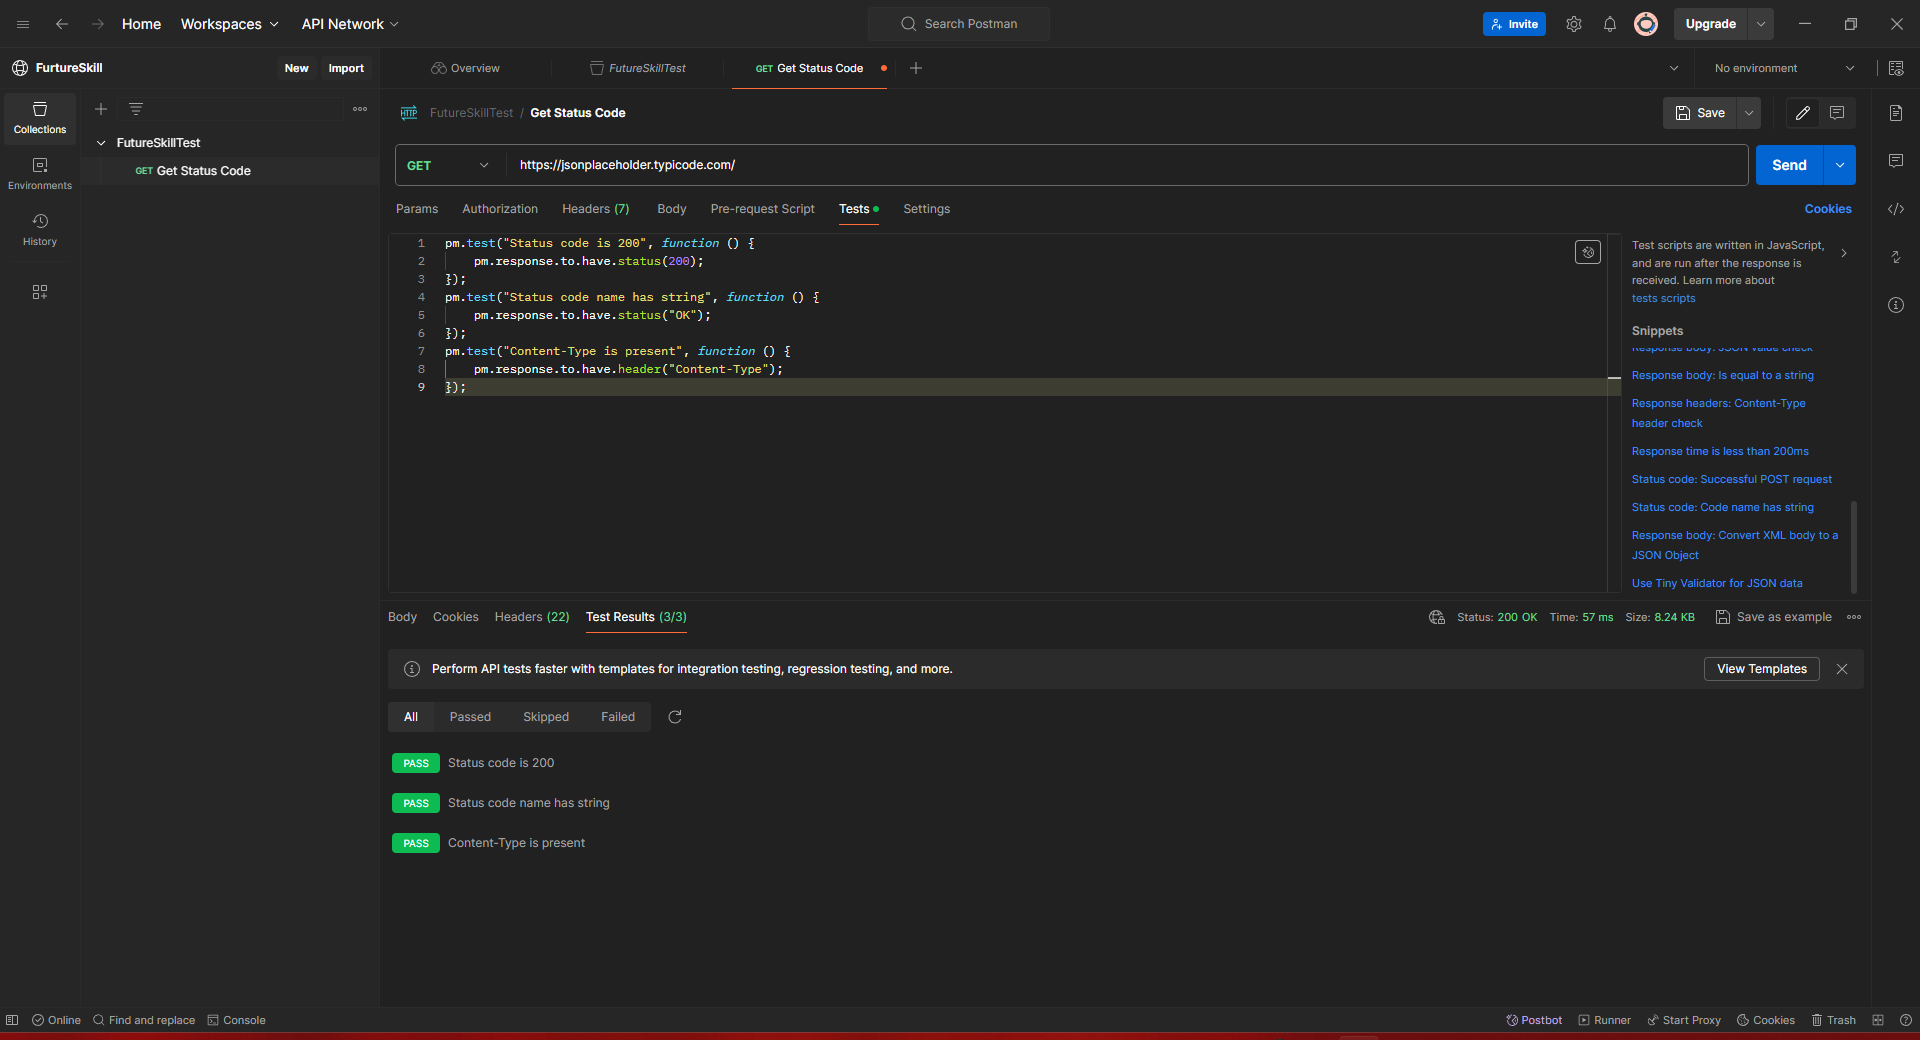 Home Workspaces API Network Search Postman Invite Upgrade
FurtureSkill New Import Overview FutureSkillTest GET Get Status Code No environment
Collections
Environments
History
FutureSkillTest
GET Get Status Code
HTTP FutureSkillTest / Get Status Code Save
GET https://jsonplaceholder.typicode.com/ Send
Params Authorization Headers (7) Body Pre-request Script Tests Settings Cookies
1 pm.test("Status code is 200", function () {
2 pm.response.to.have.status(200);
3 });
4 pm.test("Status code name has string", function () {
5 pm.response.to.have.status("OK");
6 });
7 pm.test("Content-Type is present", function () {
8 pm.response.to.have.header("Content-Type");
9 });
Test scripts are written in JavaScript,
and are run after the response is
received. Learn more about
tests scripts
Snippets
Response body: JSON value check
Response body: Is equal to a string
Response headers: Content-Type
header check
Response time is less than 200ms
Status code: Successful POST request
Status code: Code name has string
Response body: Convert XML body to a
JSON Object
Use Tiny Validator for JSON data
Body Cookies Headers (22) Test Results (3/3) Status: 200 OK Time: 57 ms Size: 8.24 KB Save as example
Perform API tests faster with templates for integration testing, regression testing, and more. View Templates
All Passed Skipped Failed
PASS Status code is 200
PASS Status code name has string
PASS Content-Type is present
Online Find and replace Console Postbot Runner Start Proxy Cookies Trash